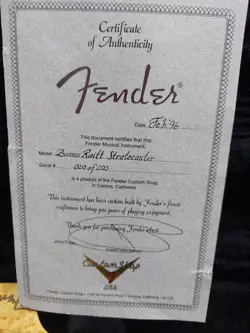 Certificate
of Authenticity
Fender®
Date Feb. '96
This document certifies that this
Fender Musical Instrument,
Model Bonnie Raitt Stratocaster
Serial # 020 of 200
is a product of the Fender Custom Shop
in Corona, California
This instrument has been custom built by Fender's finest
craftsmen to bring you years of playing enjoyment.
Thank you for purchasing Fender
John Page
Custom Shop
USA